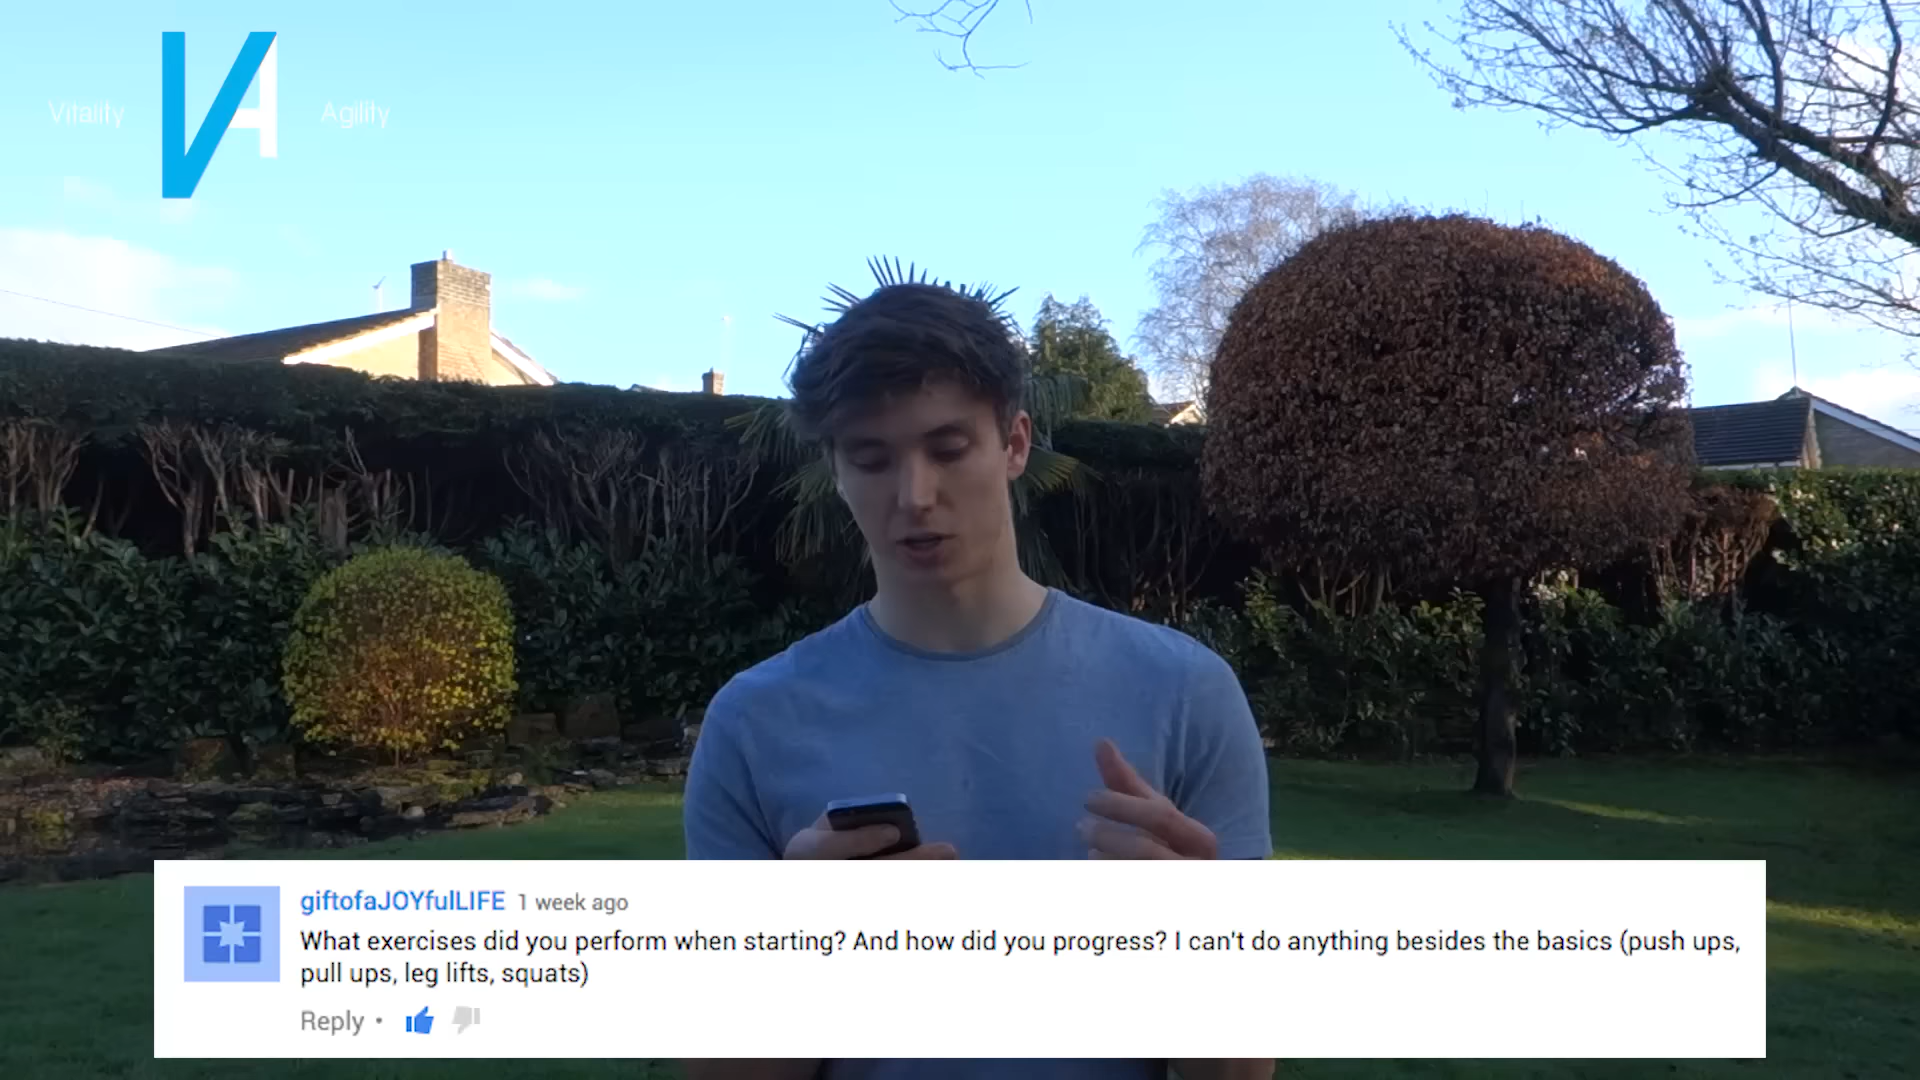 Vitality VA Agility
giftofaJOYfulLIFE 1 week ago
What exercises did you perform when starting? And how did you progress? I can't do anything besides the basics (push ups,
pull ups, leg lifts, squats)
Reply •